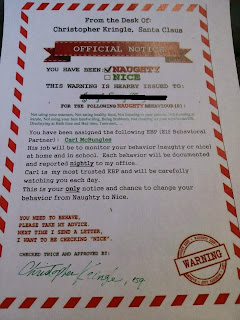 From the Desk Of:
Christopher Kringle, Santa Claus
OFFICIAL NOTICE
YOU HAVE BEEN: ✓NAUGHTY
NICE
THIS WARNING IS HEARBY ISSUED TO:
FOR THE FOLLOWING NAUGHTY BEHAVIOR(S):
You have been assigned the following EBP (Elf Behavioral
Partner): Carl McBungles
His job will be to monitor your behavior (naughty or nice)
at home and in school. Each behavior will be documented
and reported nightly to my office.
Carl is my most trusted EBP and will be carefully
watching you each day.
This is your only notice and chance to change your
behavior from Naughty to Nice.
YOU NEED TO BEHAVE,
PLEASE TAKE MY ADVICE.
NEXT TIME I SEND A LETTER,
I WANT TO BE CHECKING "NICE".
CHECKED TWICE AND APPROVED BY:
Christopher Kringle, esq.
WARNING